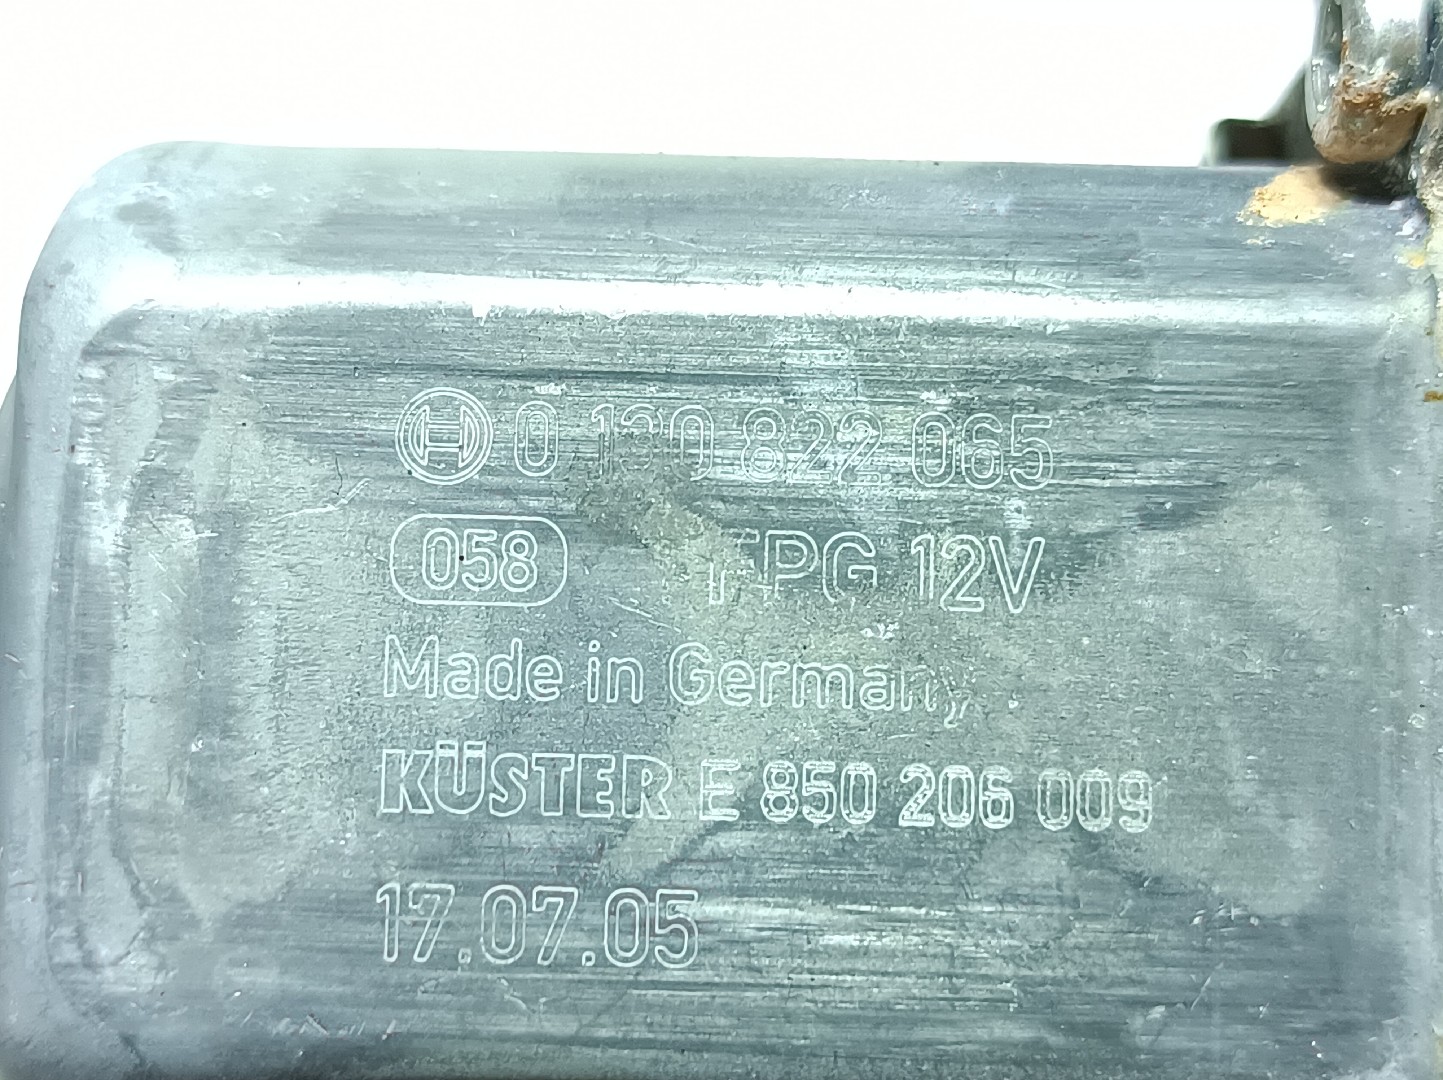 0 130 822 065
058 FPG 12V
Made in Germany
KÜSTER E 850 206 009
17.07.05